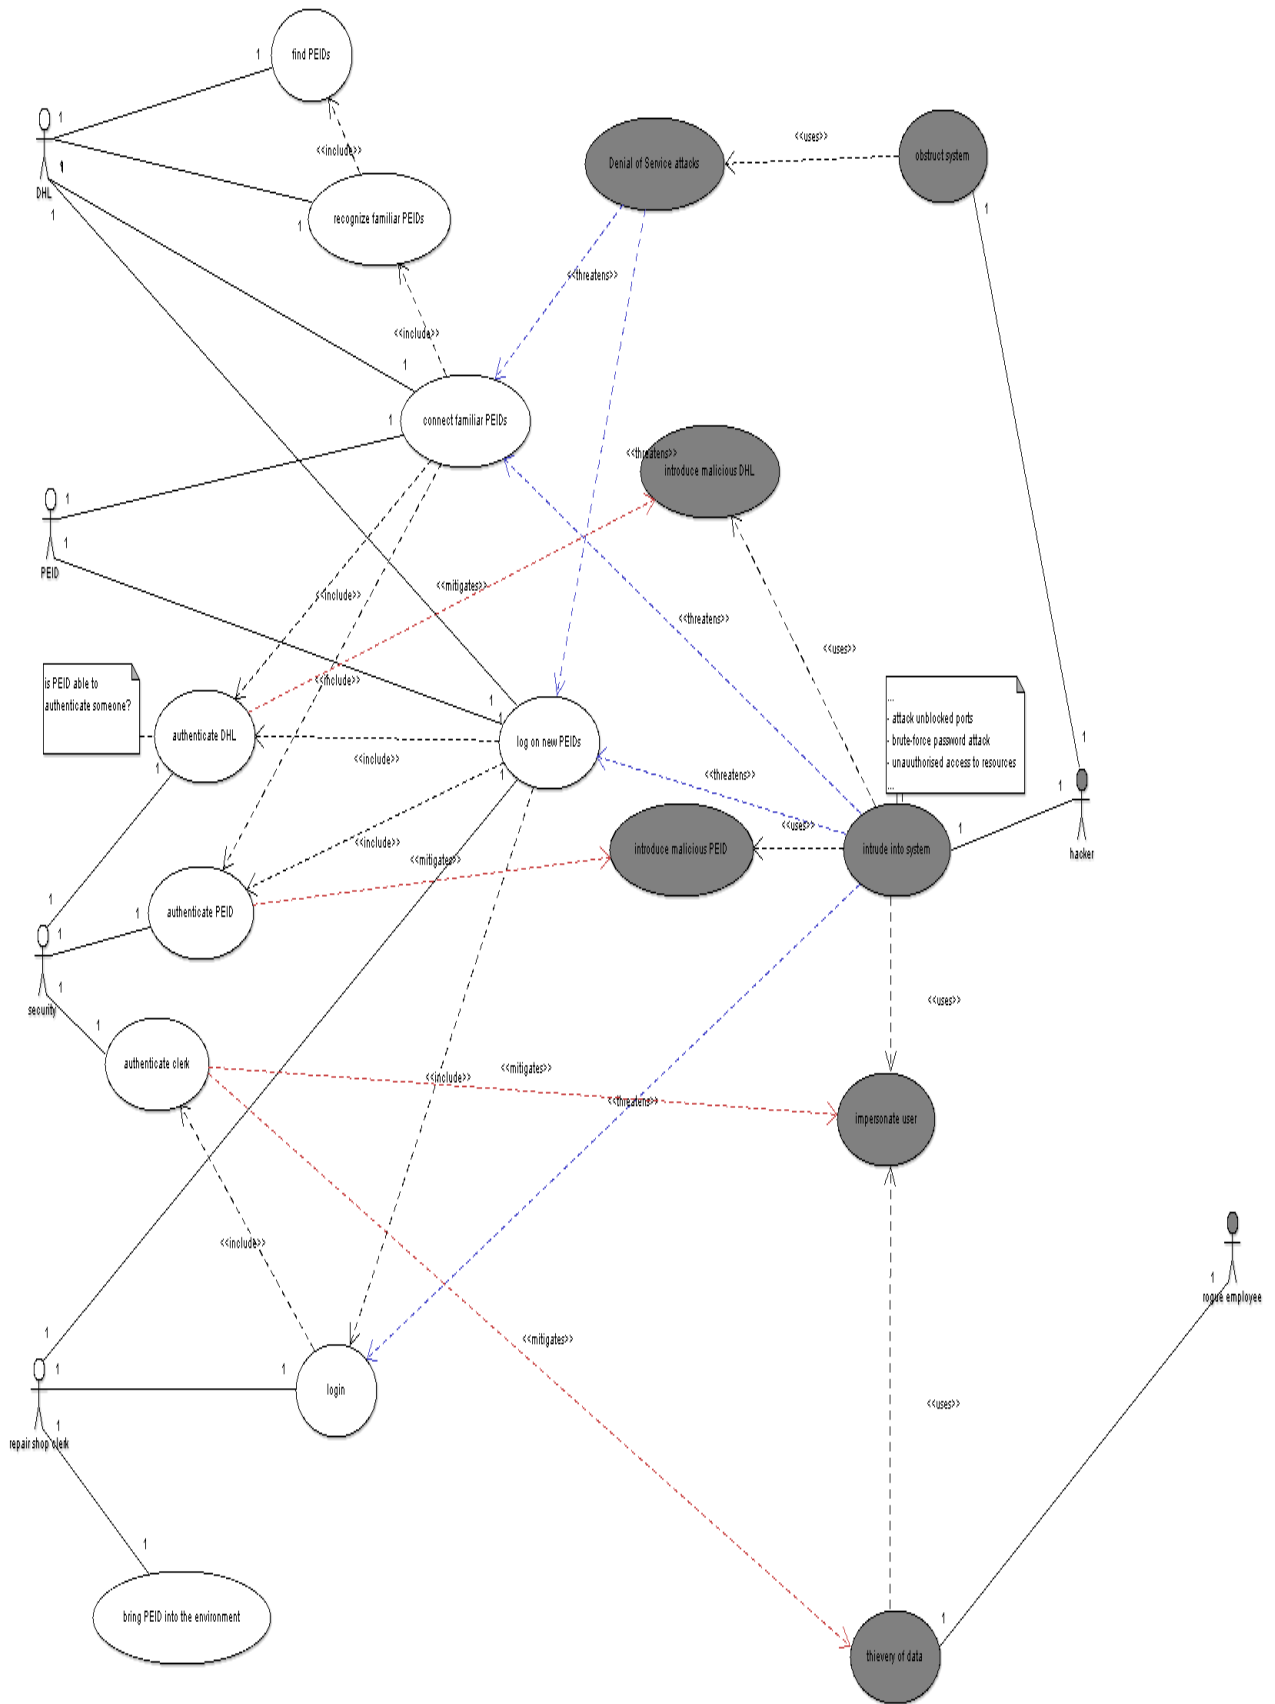 find PEIDs
1
1
DHL
<<include>>
<<uses>>
obstruct system
Denial of Service attacks
1
1
1
recognize familiar PEIDs
1
<<threatens>>
<<include>>
1
connect familiar PEIDs
1
<<threatens>>
introduce malicious DHL
1
1
PEID
<<mitigates>>
<<include>>
<<threatens>>
<<uses>>
<<include>>
is PEID able to
authenticate someone?
...
- attack unblocked ports
- brute-force password attack
- unauthorised access to resources
...
1
1
authenticate DHL
log on new PEIDs
1
<<include>>
1
<<threatens>>
1
1
<<uses>>
<<include>>
1
introduce malicious PEID
intrude into system
hacker
<<mitigates>>
1
1
authenticate PEID
1
1
security
1
<<uses>>
authenticate clerk
<<mitigates>>
<<include>>
<<threatens>>
impersonate user
<<include>>
1
rogue employee
1
1
1
<<mitigates>>
login
<<uses>>
1
repair shop clerk
1
1
bring PEID into the environment
thievery of data